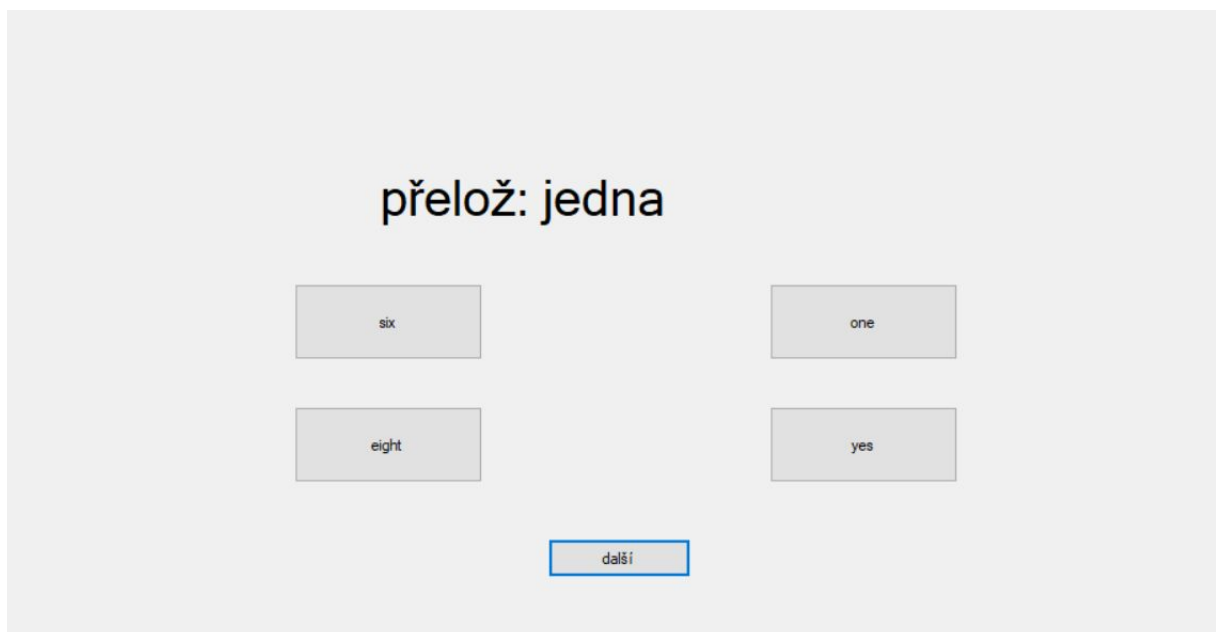 přelož: jedna
six
one
eight
yes
další